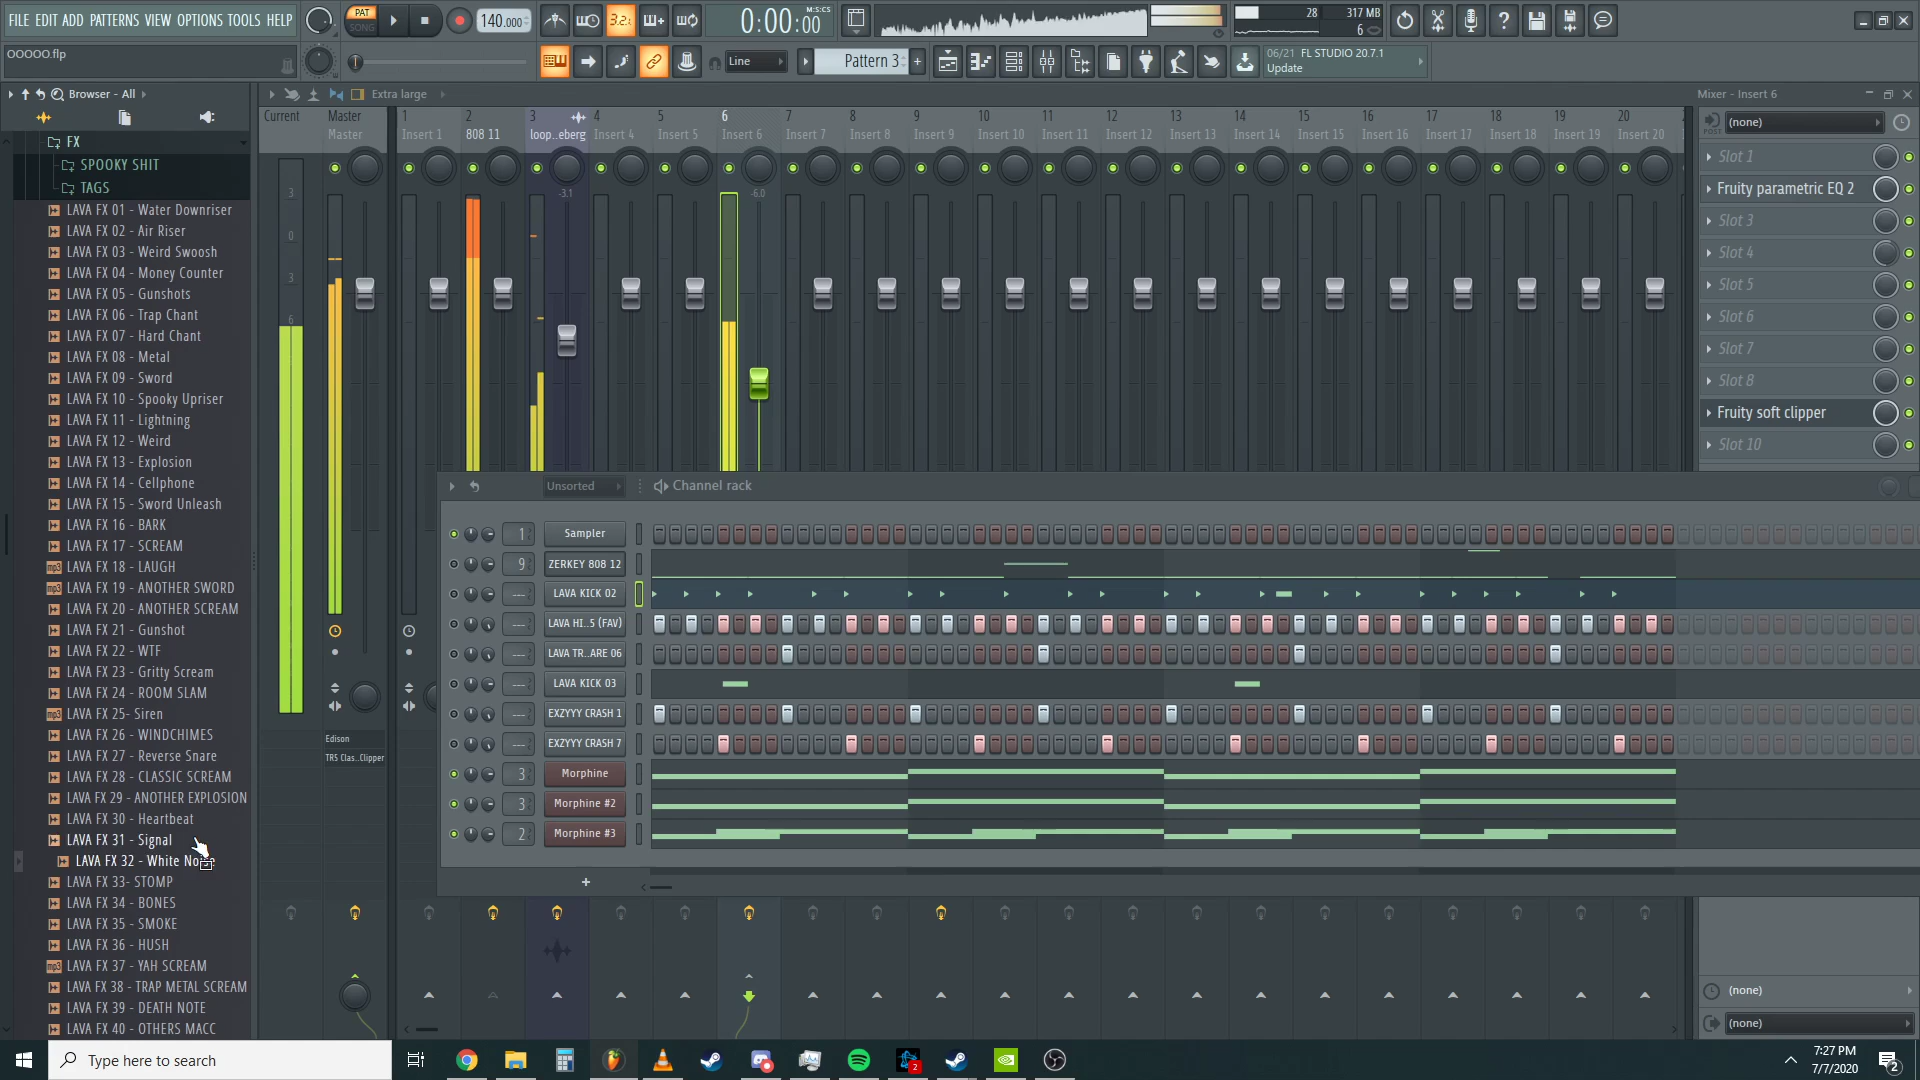 FILE EDIT ADD PATTERNS VIEW OPTIONS TOOLS HELP
PAT
SONG
140.000
3.2.
0:00:00
M:S:CS
28
317 MB
6
OOOOO.flp
Line
Pattern 3
06/21 FL STUDIO 20.7.1
Update
Browser - All
Extra large
Mixer - Insert 6
FX
SPOOKY SHIT
TAGS
LAVA FX 01 - Water Downriser
LAVA FX 02 - Air Riser
LAVA FX 03 - Weird Swoosh
LAVA FX 04 - Money Counter
LAVA FX 05 - Gunshots
LAVA FX 06 - Trap Chant
LAVA FX 07 - Hard Chant
LAVA FX 08 - Metal
LAVA FX 09 - Sword
LAVA FX 10 - Spooky Upriser
LAVA FX 11 - Lightning
LAVA FX 12 - Weird
LAVA FX 13 - Explosion
LAVA FX 14 - Cellphone
LAVA FX 15 - Sword Unleash
LAVA FX 16 - BARK
LAVA FX 17 - SCREAM
LAVA FX 18 - LAUGH
LAVA FX 19 - ANOTHER SWORD
LAVA FX 20 - ANOTHER SCREAM
LAVA FX 21 - Gunshot
LAVA FX 22 - WTF
LAVA FX 23 - Gritty Scream
LAVA FX 24 - ROOM SLAM
LAVA FX 25- Siren
LAVA FX 26 - WINDCHIMES
LAVA FX 27 - Reverse Snare
LAVA FX 28 - CLASSIC SCREAM
LAVA FX 29 - ANOTHER EXPLOSION
LAVA FX 30 - Heartbeat
LAVA FX 31 - Signal
LAVA FX 32 - White
LAVA FX 33- STOMP
LAVA FX 34 - BONES
LAVA FX 35 - SMOKE
LAVA FX 36 - HUSH
LAVA FX 37 - YAH SCREAM
LAVA FX 38 - TRAP METAL SCREAM
LAVA FX 39 - DEATH NOTE
LAVA FX 40 - OTHERS MACC
Current Master 1 2 3 4 5 6 7 8 9 10 11 12 13 14 15 16 17 18 19 20
Master Insert 1 808 11 loop..eberg Insert 4 Insert 5 Insert 6 Insert 7 Insert 8 Insert 9 Insert 10 Insert 11 Insert 12 Insert 13 Insert 14 Insert 15 Insert 16 Insert 17 Insert 18 Insert 19 Insert 20
-3.1
-6.0
3
0
3
6
Edison
TRS Clas..Clipper
POST
(none)
Slot 1
Fruity parametric EQ 2
Slot 3
Slot 4
Slot 5
Slot 6
Slot 7
Slot 8
Fruity soft clipper
Slot 10
(none)
(none)
Unsorted
Channel rack
1 Sampler
9 ZERKEY 808 12
--- LAVA KICK 02
--- LAVA HI...5 (FAV)
--- LAVA TR...ARE 06
--- LAVA KICK 03
--- EXZYYY CRASH 1
--- EXZYYY CRASH 7
3 Morphine
3 Morphine #2
2 Morphine #3
+
Type here to search
2
7:27 PM
7/7/2020
2